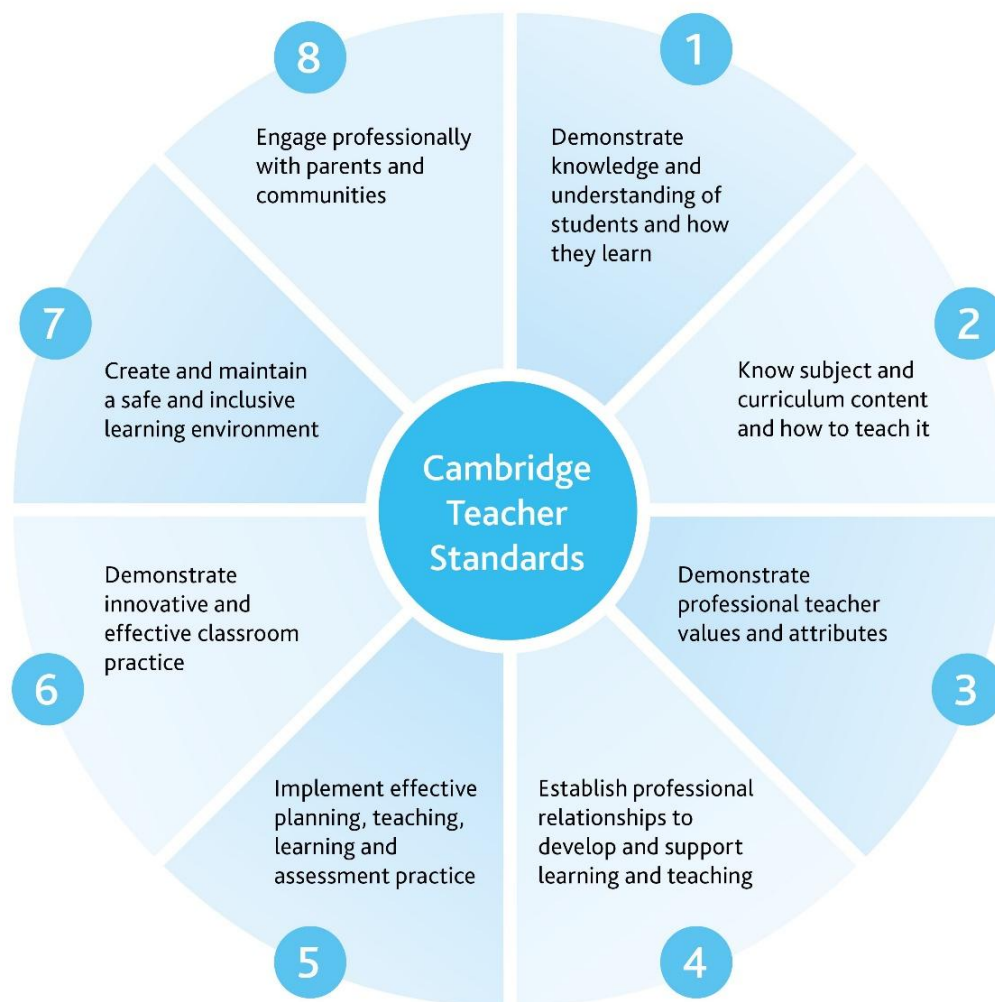 Cambridge
Teacher
Standards
1
Demonstrate
knowledge and
understanding of
students and how
they learn
2
Know subject and
curriculum content
and how to teach it
3
Demonstrate
professional teacher
values and attributes
4
Establish professional
relationships to
develop and support
learning and teaching
5
Implement effective
planning, teaching,
learning and
assessment practice
6
Demonstrate
innovative and
effective classroom
practice
7
Create and maintain
a safe and inclusive
learning environment
8
Engage professionally
with parents and
communities